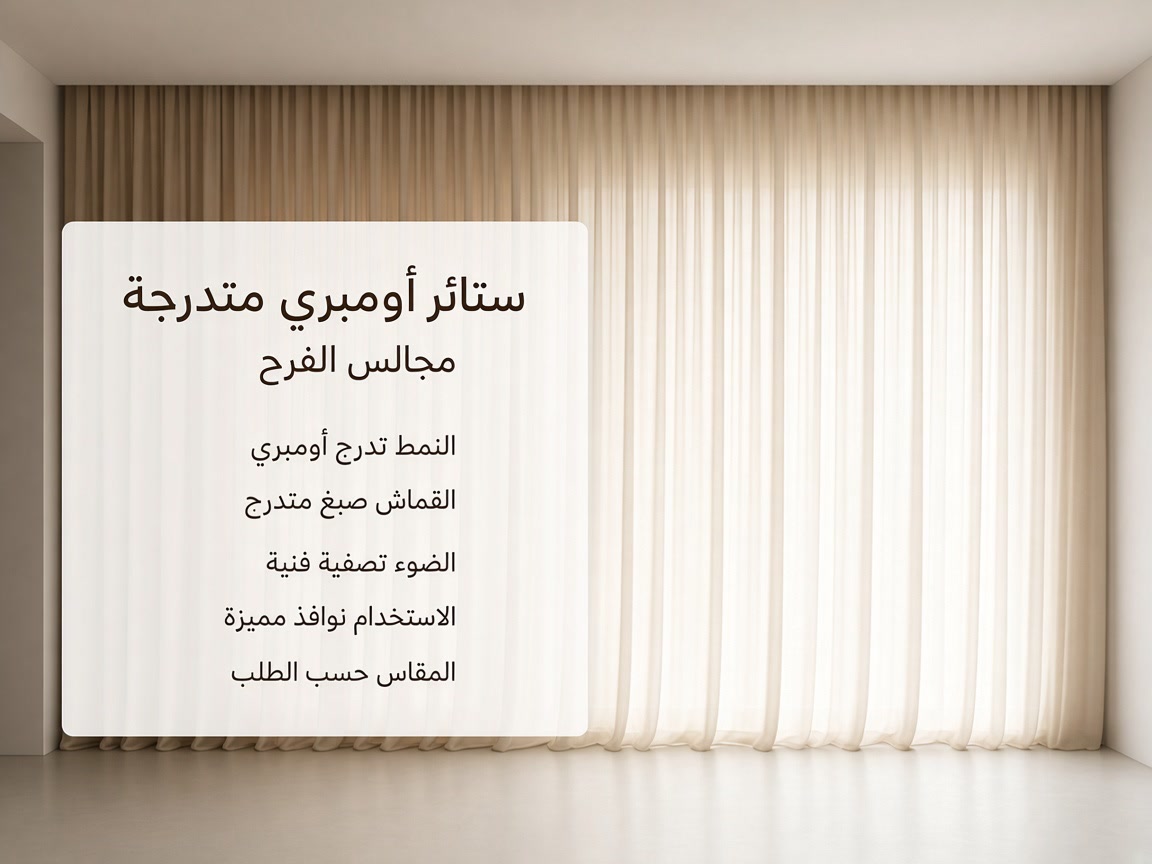 ستائر أومبري متدرجة
مجالس الفرح
النمط تدرج أومبري
القماش صبغ متدرج
الضوء تصفية فنية
الاستخدام نوافذ مميزة
المقاس حسب الطلب